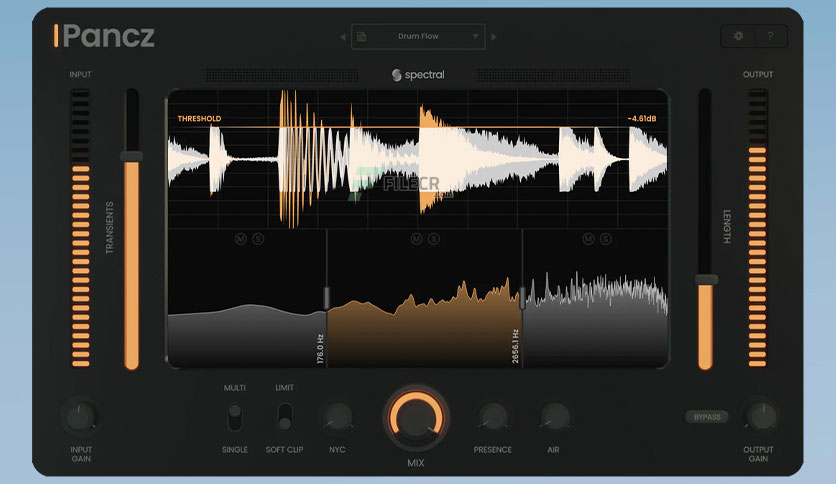 Pancz
Drum Flow
?
INPUT
spectral
OUTPUT
THRESHOLD
-4.61dB
FILECR
TRANSIENTS
LENGTH
M S
M S
M S
176.0 Hz
2656.1 Hz
MULTI
LIMIT
BYPASS
SINGLE
SOFT CLIP
NYC
PRESENCE
AIR
INPUT
GAIN
MIX
OUTPUT
GAIN